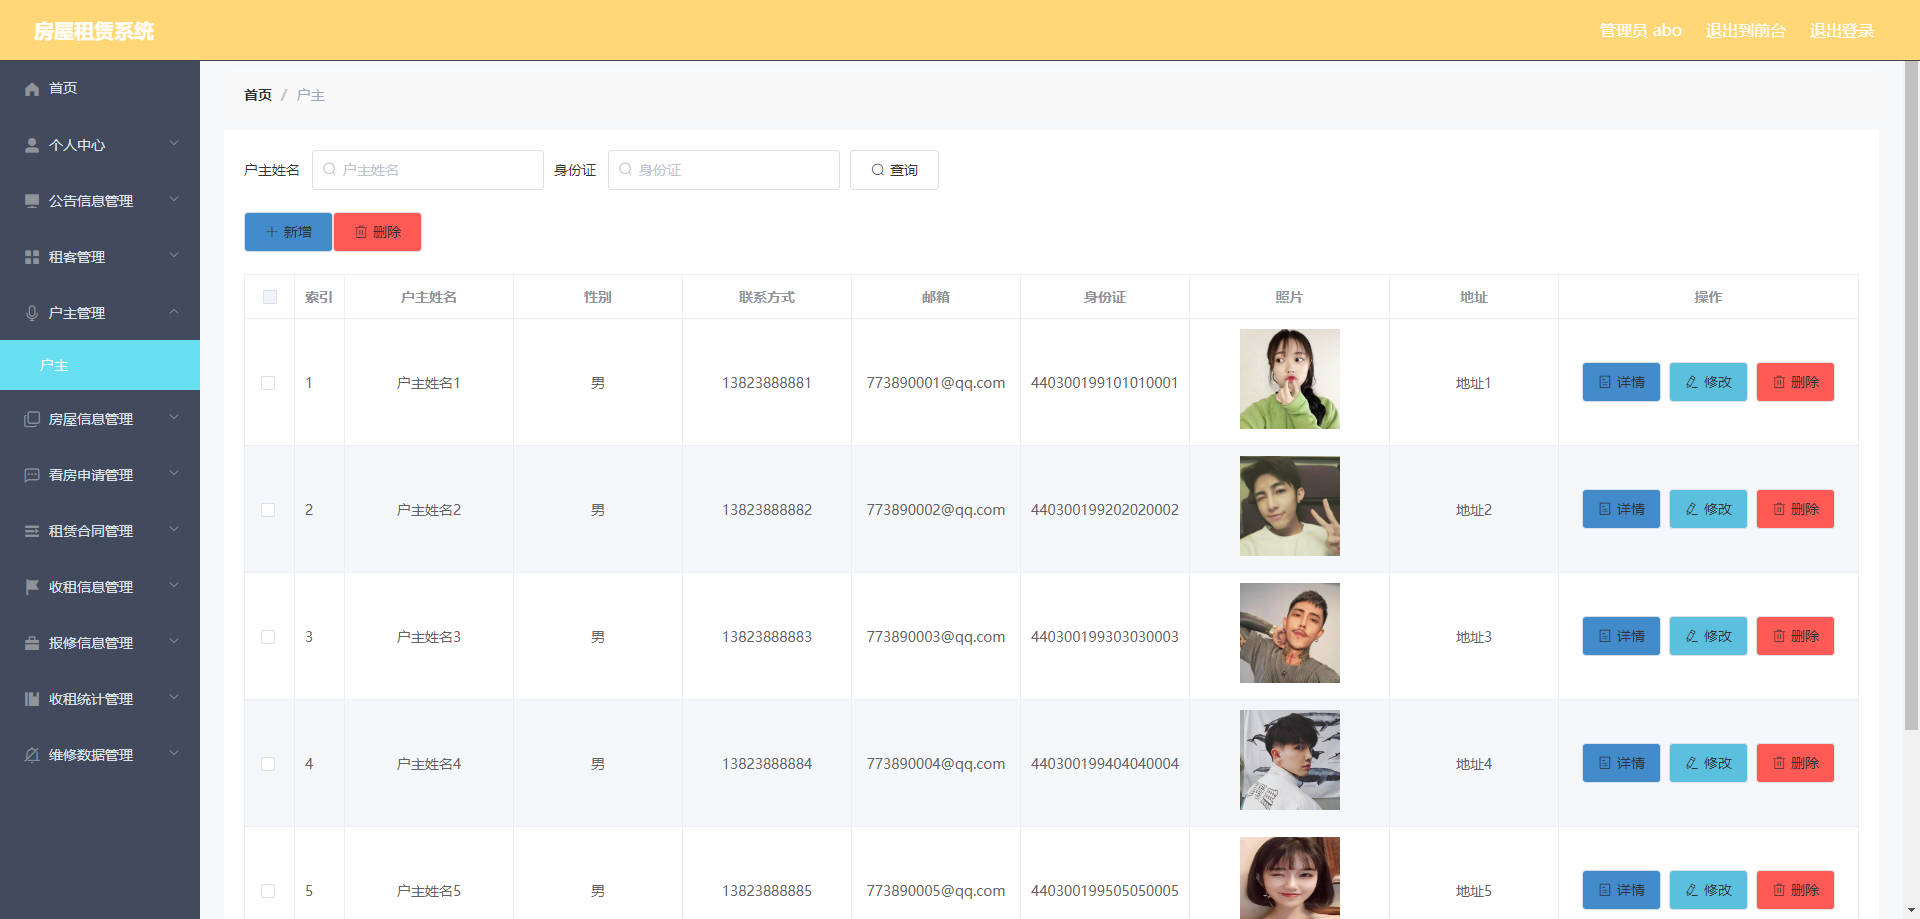 房屋租赁系统
管理员 abo 退出到前台 退出登录
首页
个人中心
公告信息管理
租客管理
户主管理
户主
房屋信息管理
看房申请管理
租赁合同管理
收租信息管理
报修信息管理
收租统计管理
维修数据管理
首页 / 户主
户主姓名 户主姓名 身份证 身份证 查询
新增 删除
索引 户主姓名 性别 联系方式 邮箱 身份证 照片 地址 操作
1 户主姓名1 男 13823888881 773890001@qq.com 440300199101010001 地址1 详情 修改 删除
2 户主姓名2 男 13823888882 773890002@qq.com 440300199202020002 地址2 详情 修改 删除
3 户主姓名3 男 13823888883 773890003@qq.com 440300199303030003 地址3 详情 修改 删除
4 户主姓名4 男 13823888884 773890004@qq.com 440300199404040004 地址4 详情 修改 删除
5 户主姓名5 男 13823888885 773890005@qq.com 440300199505050005 地址5 详情 修改 删除